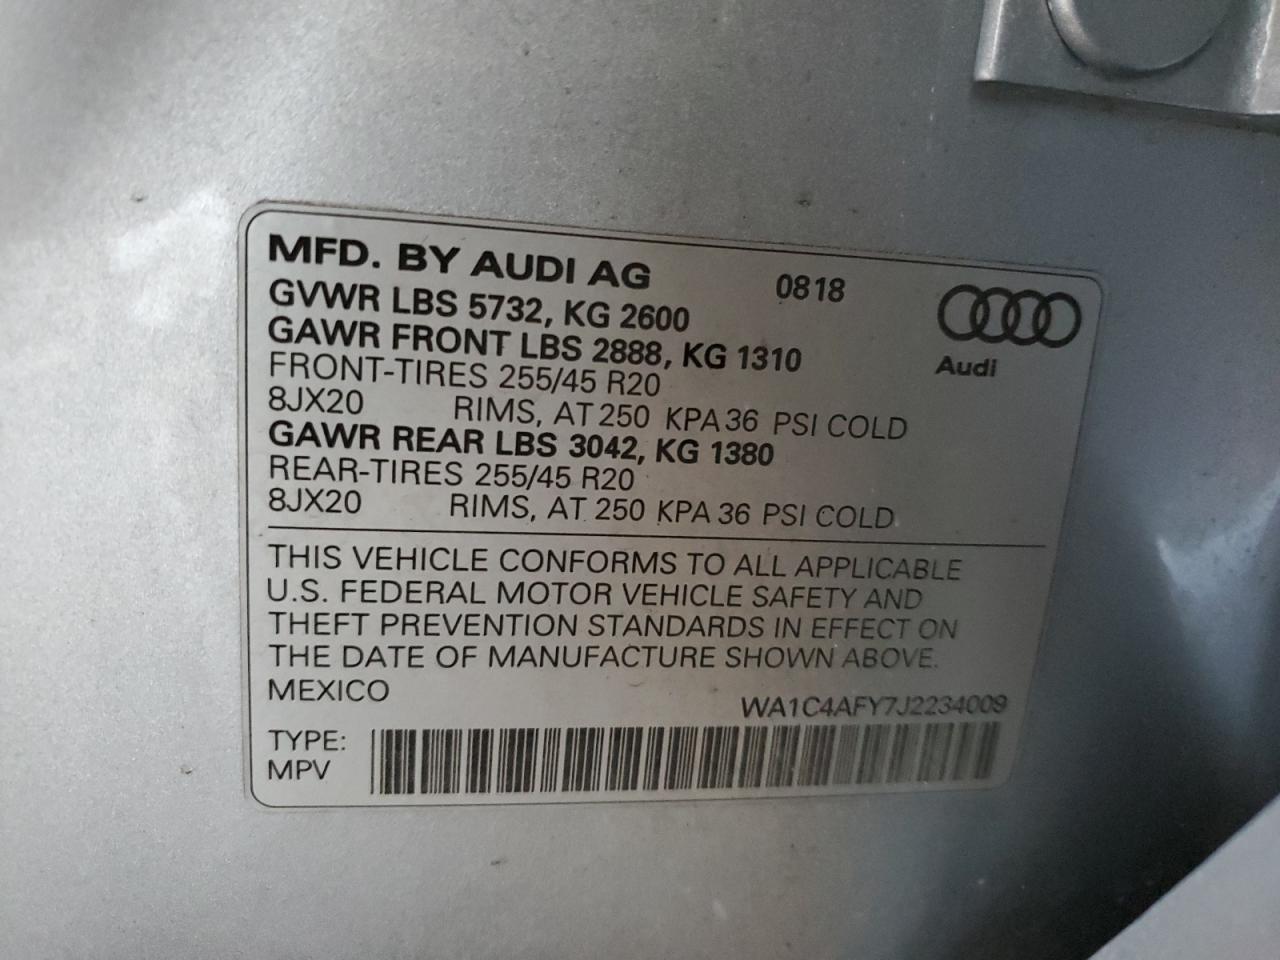 MFD. BY AUDI AG 0818
GVWR LBS 5732, KG 2600
GAWR FRONT LBS 2888, KG 1310
Audi
FRONT-TIRES 255/45 R20
8JX20 RIMS, AT 250 KPA 36 PSI COLD
GAWR REAR LBS 3042, KG 1380
REAR-TIRES 255/45 R20
8JX20 RIMS, AT 250 KPA 36 PSI COLD
THIS VEHICLE CONFORMS TO ALL APPLICABLE
U.S. FEDERAL MOTOR VEHICLE SAFETY AND
THEFT PREVENTION STANDARDS IN EFFECT ON
THE DATE OF MANUFACTURE SHOWN ABOVE.
MEXICO WA1C4AFY7J2234009
TYPE:
MPV